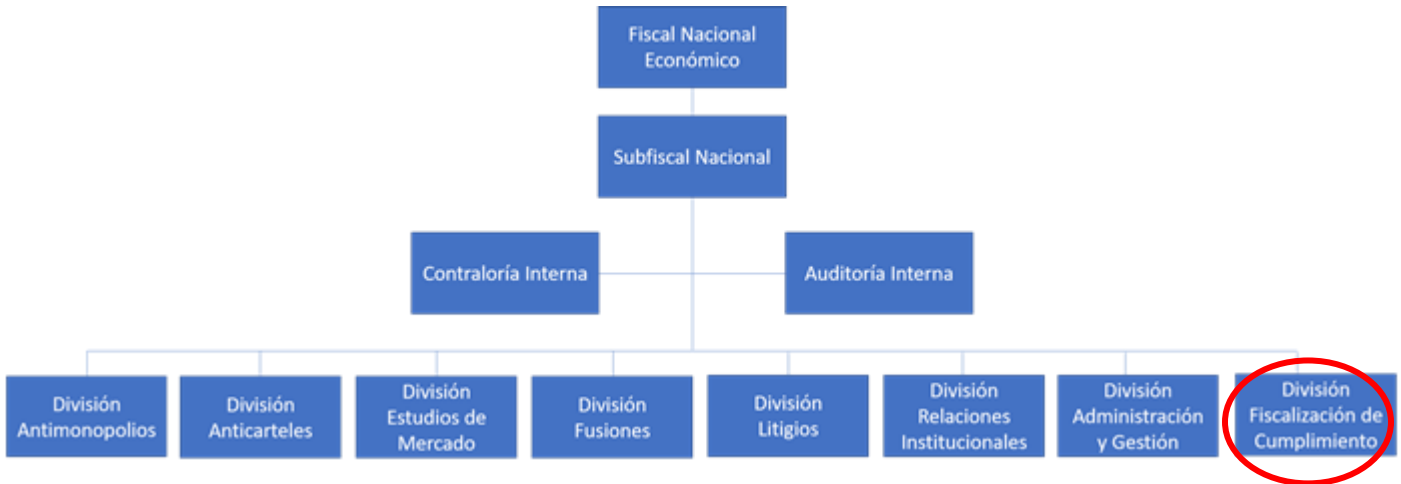 Fiscal Nacional
Económico
Subfiscal Nacional
Contraloría Interna
Auditoría Interna
División
Antimonopolios
División
Anticarteles
División
Estudios de
Mercado
División
Fusiones
División
Litigios
División
Relaciones
Institucionales
División
Administración
y Gestión
División
Fiscalización de
Cumplimiento